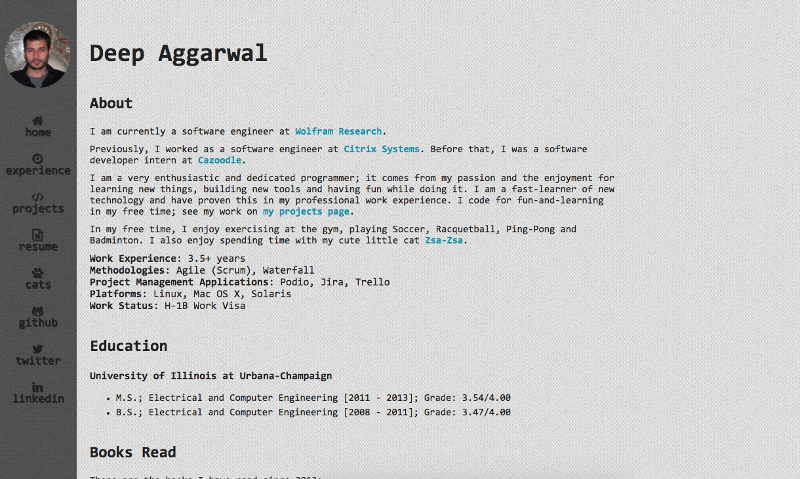 home
experience
projects
resume
cats
github
twitter
linkedin
Deep Aggarwal
About
I am currently a software engineer at Wolfram Research.
Previously, I worked as a software engineer at Citrix Systems. Before that, I was a software
developer intern at Cazoodle.
I am a very enthustiastic and dedicated programmer; it comes from my passion and the enjoyment for
learning new things, building new tools and having fun while doing it. I am a fast-learner of new
technology and have proven this in my professional work experience. I code for fun-and-learning
in my free time; see my work on my projects page.
In my free time, I enjoy exercising at the gym, playing Soccer, Racquetball, Ping-Pong and
Badminton. I also enjoy spending time with my cute little cat Zsa-Zsa.
Work Experience: 3.5+ years
Methodologies: Agile (Scrum), Waterfall
Project Management Applications: Podio, Jira, Trello
Platforms: Linux, Mac OS X, Solaris
Work Status: H-1B Work Visa
Education
University of Illinois at Urbana-Champaign
• M.S.; Electrical and Computer Engineering [2011 - 2013]; Grade: 3.54/4.00
• B.S.; Electrical and Computer Engineering [2008 - 2011]; Grade: 3.47/4.00
Books Read
These are the books I have read since 2013: